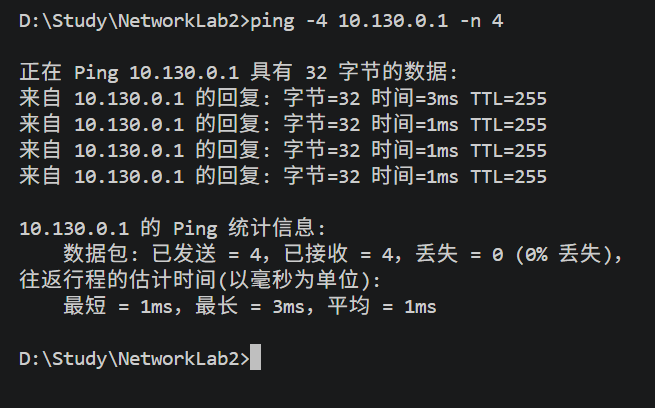 D:\Study\NetworkLab2>ping -4 10.130.0.1 -n 4
正在 Ping 10.130.0.1 具有 32 字节的数据:
来自 10.130.0.1 的回复: 字节=32 时间=3ms TTL=255
来自 10.130.0.1 的回复: 字节=32 时间=1ms TTL=255
来自 10.130.0.1 的回复: 字节=32 时间=1ms TTL=255
来自 10.130.0.1 的回复: 字节=32 时间=1ms TTL=255
10.130.0.1 的 Ping 统计信息:
数据包: 已发送 = 4，已接收 = 4，丢失 = 0 (0% 丢失)，
往返行程的估计时间(以毫秒为单位):
最短 = 1ms，最长 = 3ms，平均 = 1ms
D:\Study\NetworkLab2>